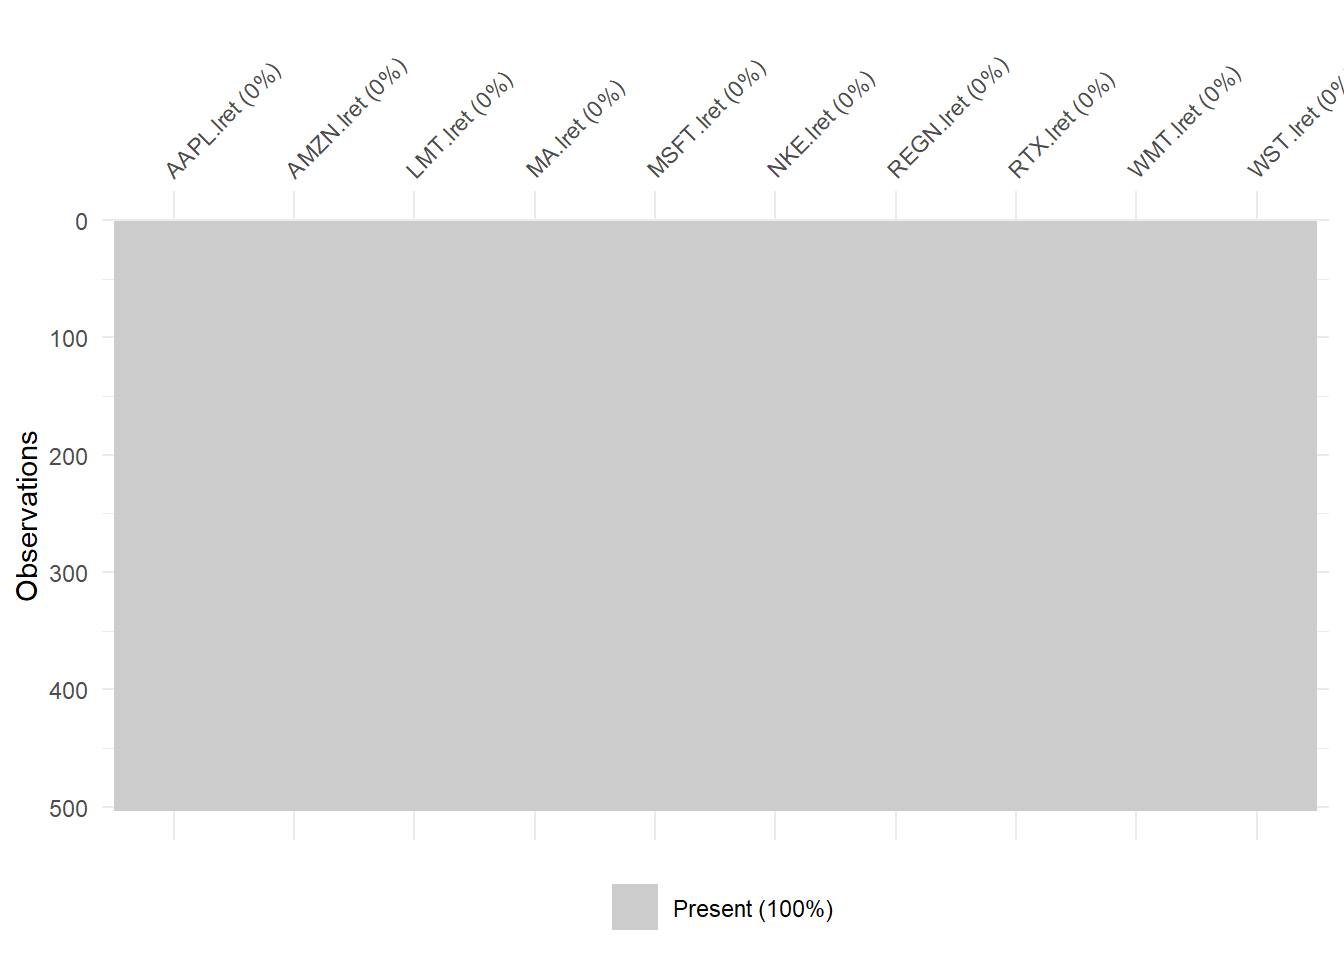 AAPL.lret (0%)
AMZN.lret (0%)
LMT.lret (0%)
MA.lret (0%)
MSFT.lret (0%)
NKE.lret (0%)
REGN.lret (0%)
RTX.lret (0%)
WMT.lret (0%)
WST.lret (0%
0
100
200
300
400
500
Observations
Present (100%)